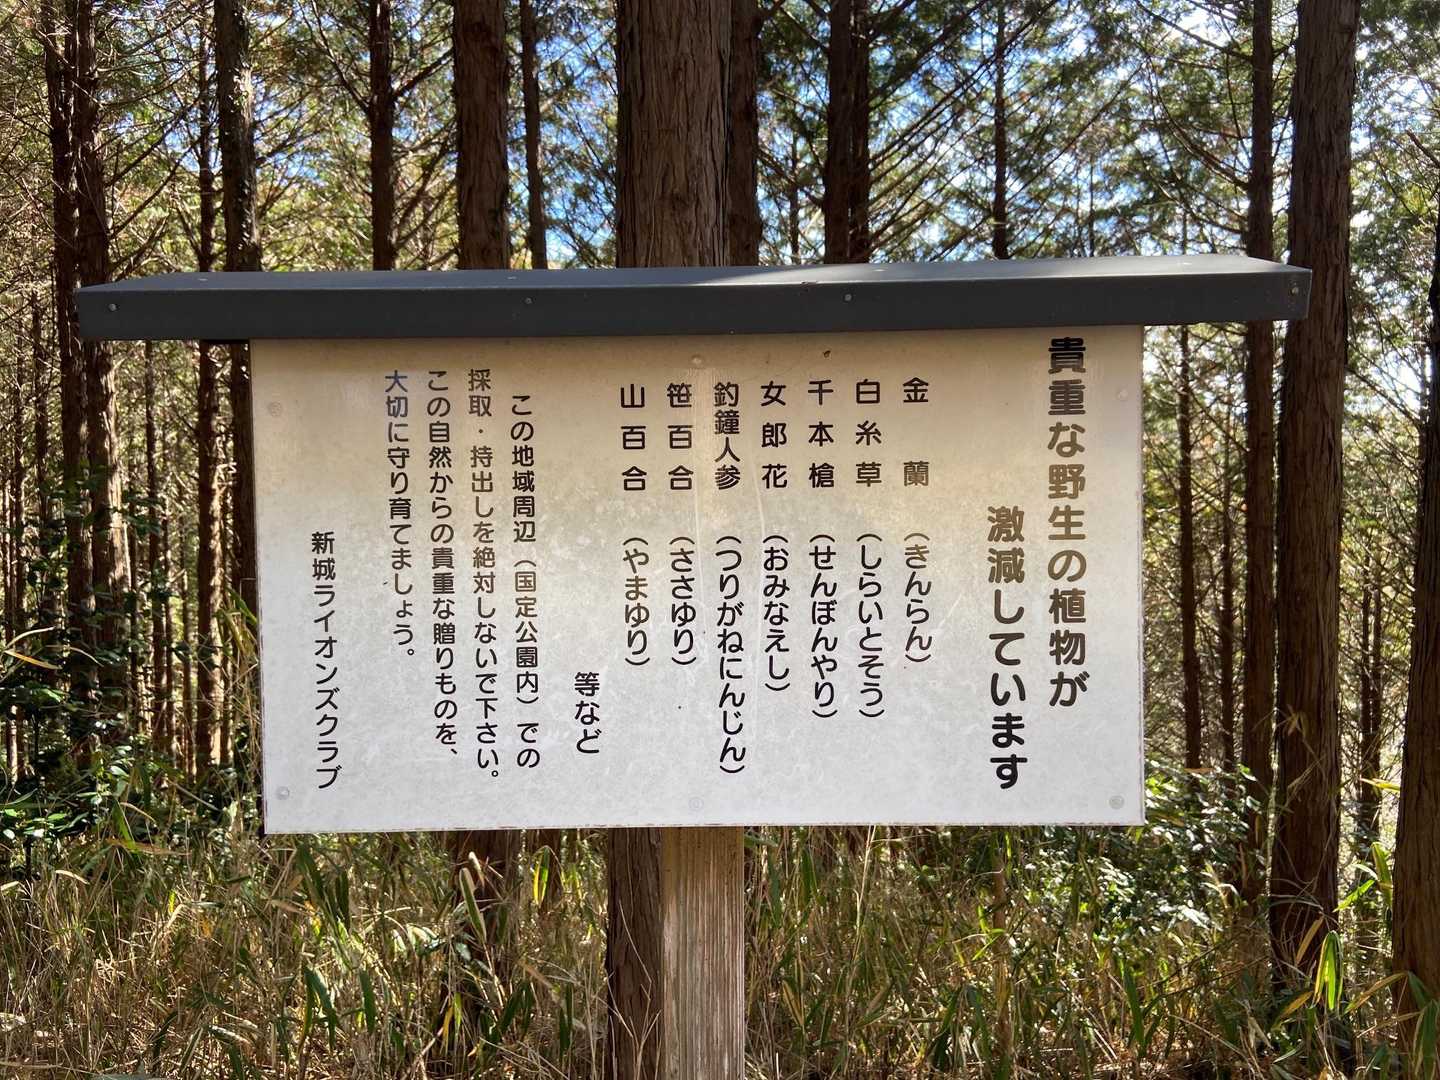 貴重な野生の植物が
激減しています
金蘭（きんらん）
白糸草（しらいとそう）
千本槍（せんぼんやり）
女郎花（おみなえし）
釣鐘人参（つりがねにんじん）
笹百合（ささゆり）
山百合（やまゆり）
等など
この地域周辺（国定公園内）での
採取・持出しを絶対しないで下さい。
この自然からの貴重な贈りものを、
大切に守り育てましょう。
新城ライオンズクラブ